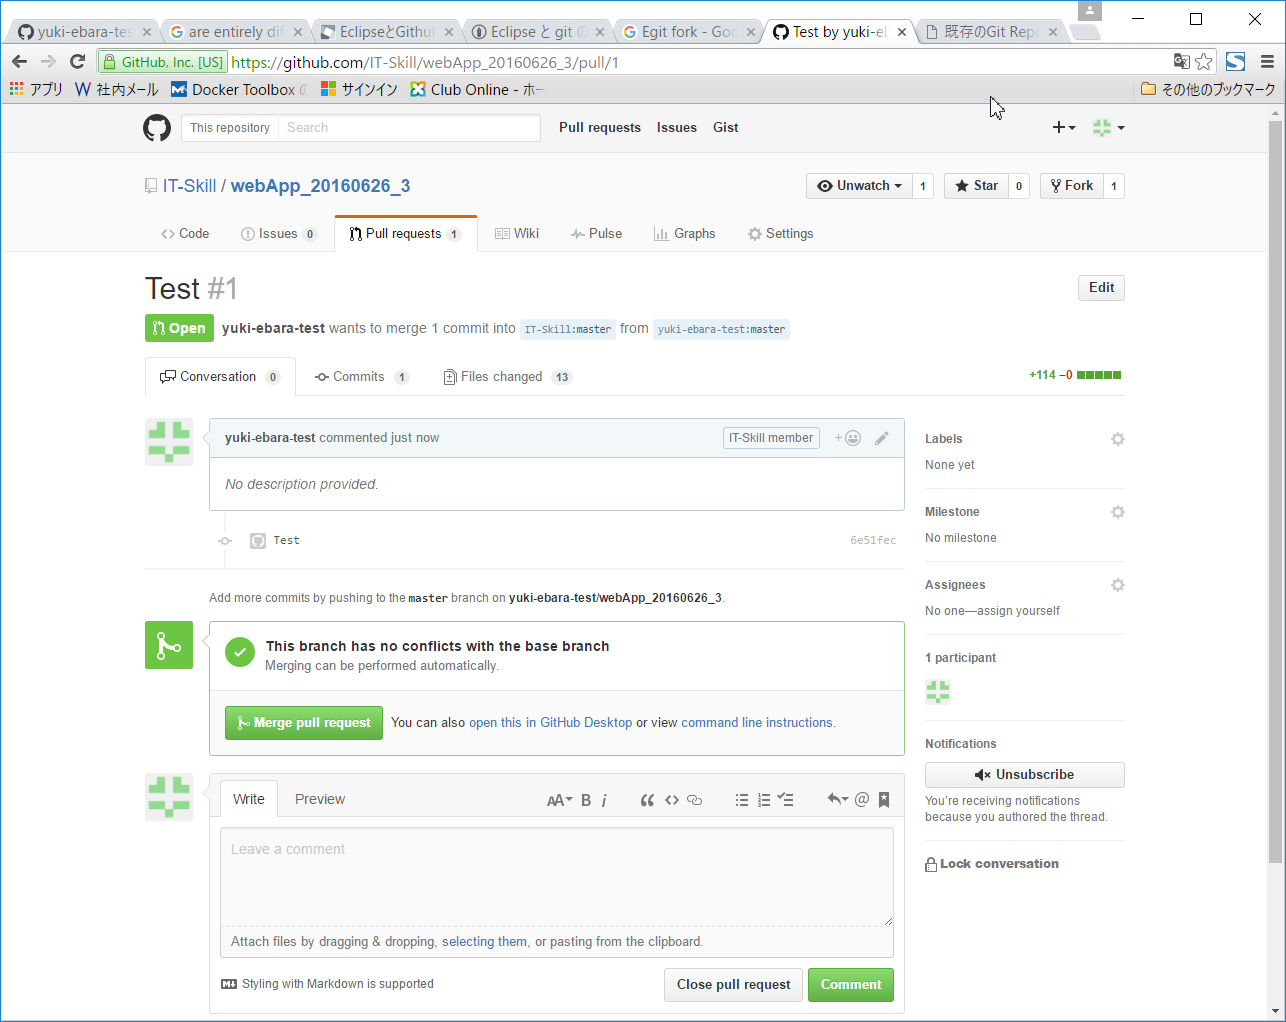 yuki-ebara-tes
are entirely dif
EclipseとGithub
Eclipse と git の
Egit fork - Goo
Test by yuki-eb
既存のGit Repo
GitHub, Inc. [US] https://github.com/IT-Skill/webApp_20160626_3/pull/1
アプリ 社内メール Docker Toolbox サインイン Club Online - ホー その他のブックマーク
This repository Search Pull requests Issues Gist
IT-Skill / webApp_20160626_3 Unwatch 1 Star 0 Fork 1
Code Issues 0 Pull requests 1 Wiki Pulse Graphs Settings
Test #1 Edit
Open yuki-ebara-test wants to merge 1 commit into IT-Skill:master from yuki-ebara-test:master
Conversation 0 Commits 1 Files changed 13 +114 −0
yuki-ebara-test commented just now IT-Skill member
No description provided.
Test 6e51fec
Add more commits by pushing to the master branch on yuki-ebara-test/webApp_20160626_3.
This branch has no conflicts with the base branch
Merging can be performed automatically.
Merge pull request You can also open this in GitHub Desktop or view command line instructions.
Write Preview
Leave a comment
Attach files by dragging & dropping, selecting them, or pasting from the clipboard.
Styling with Markdown is supported
Close pull request Comment
Labels
None yet
Milestone
No milestone
Assignees
No one—assign yourself
1 participant
Notifications
Unsubscribe
You're receiving notifications
because you authored the thread.
Lock conversation